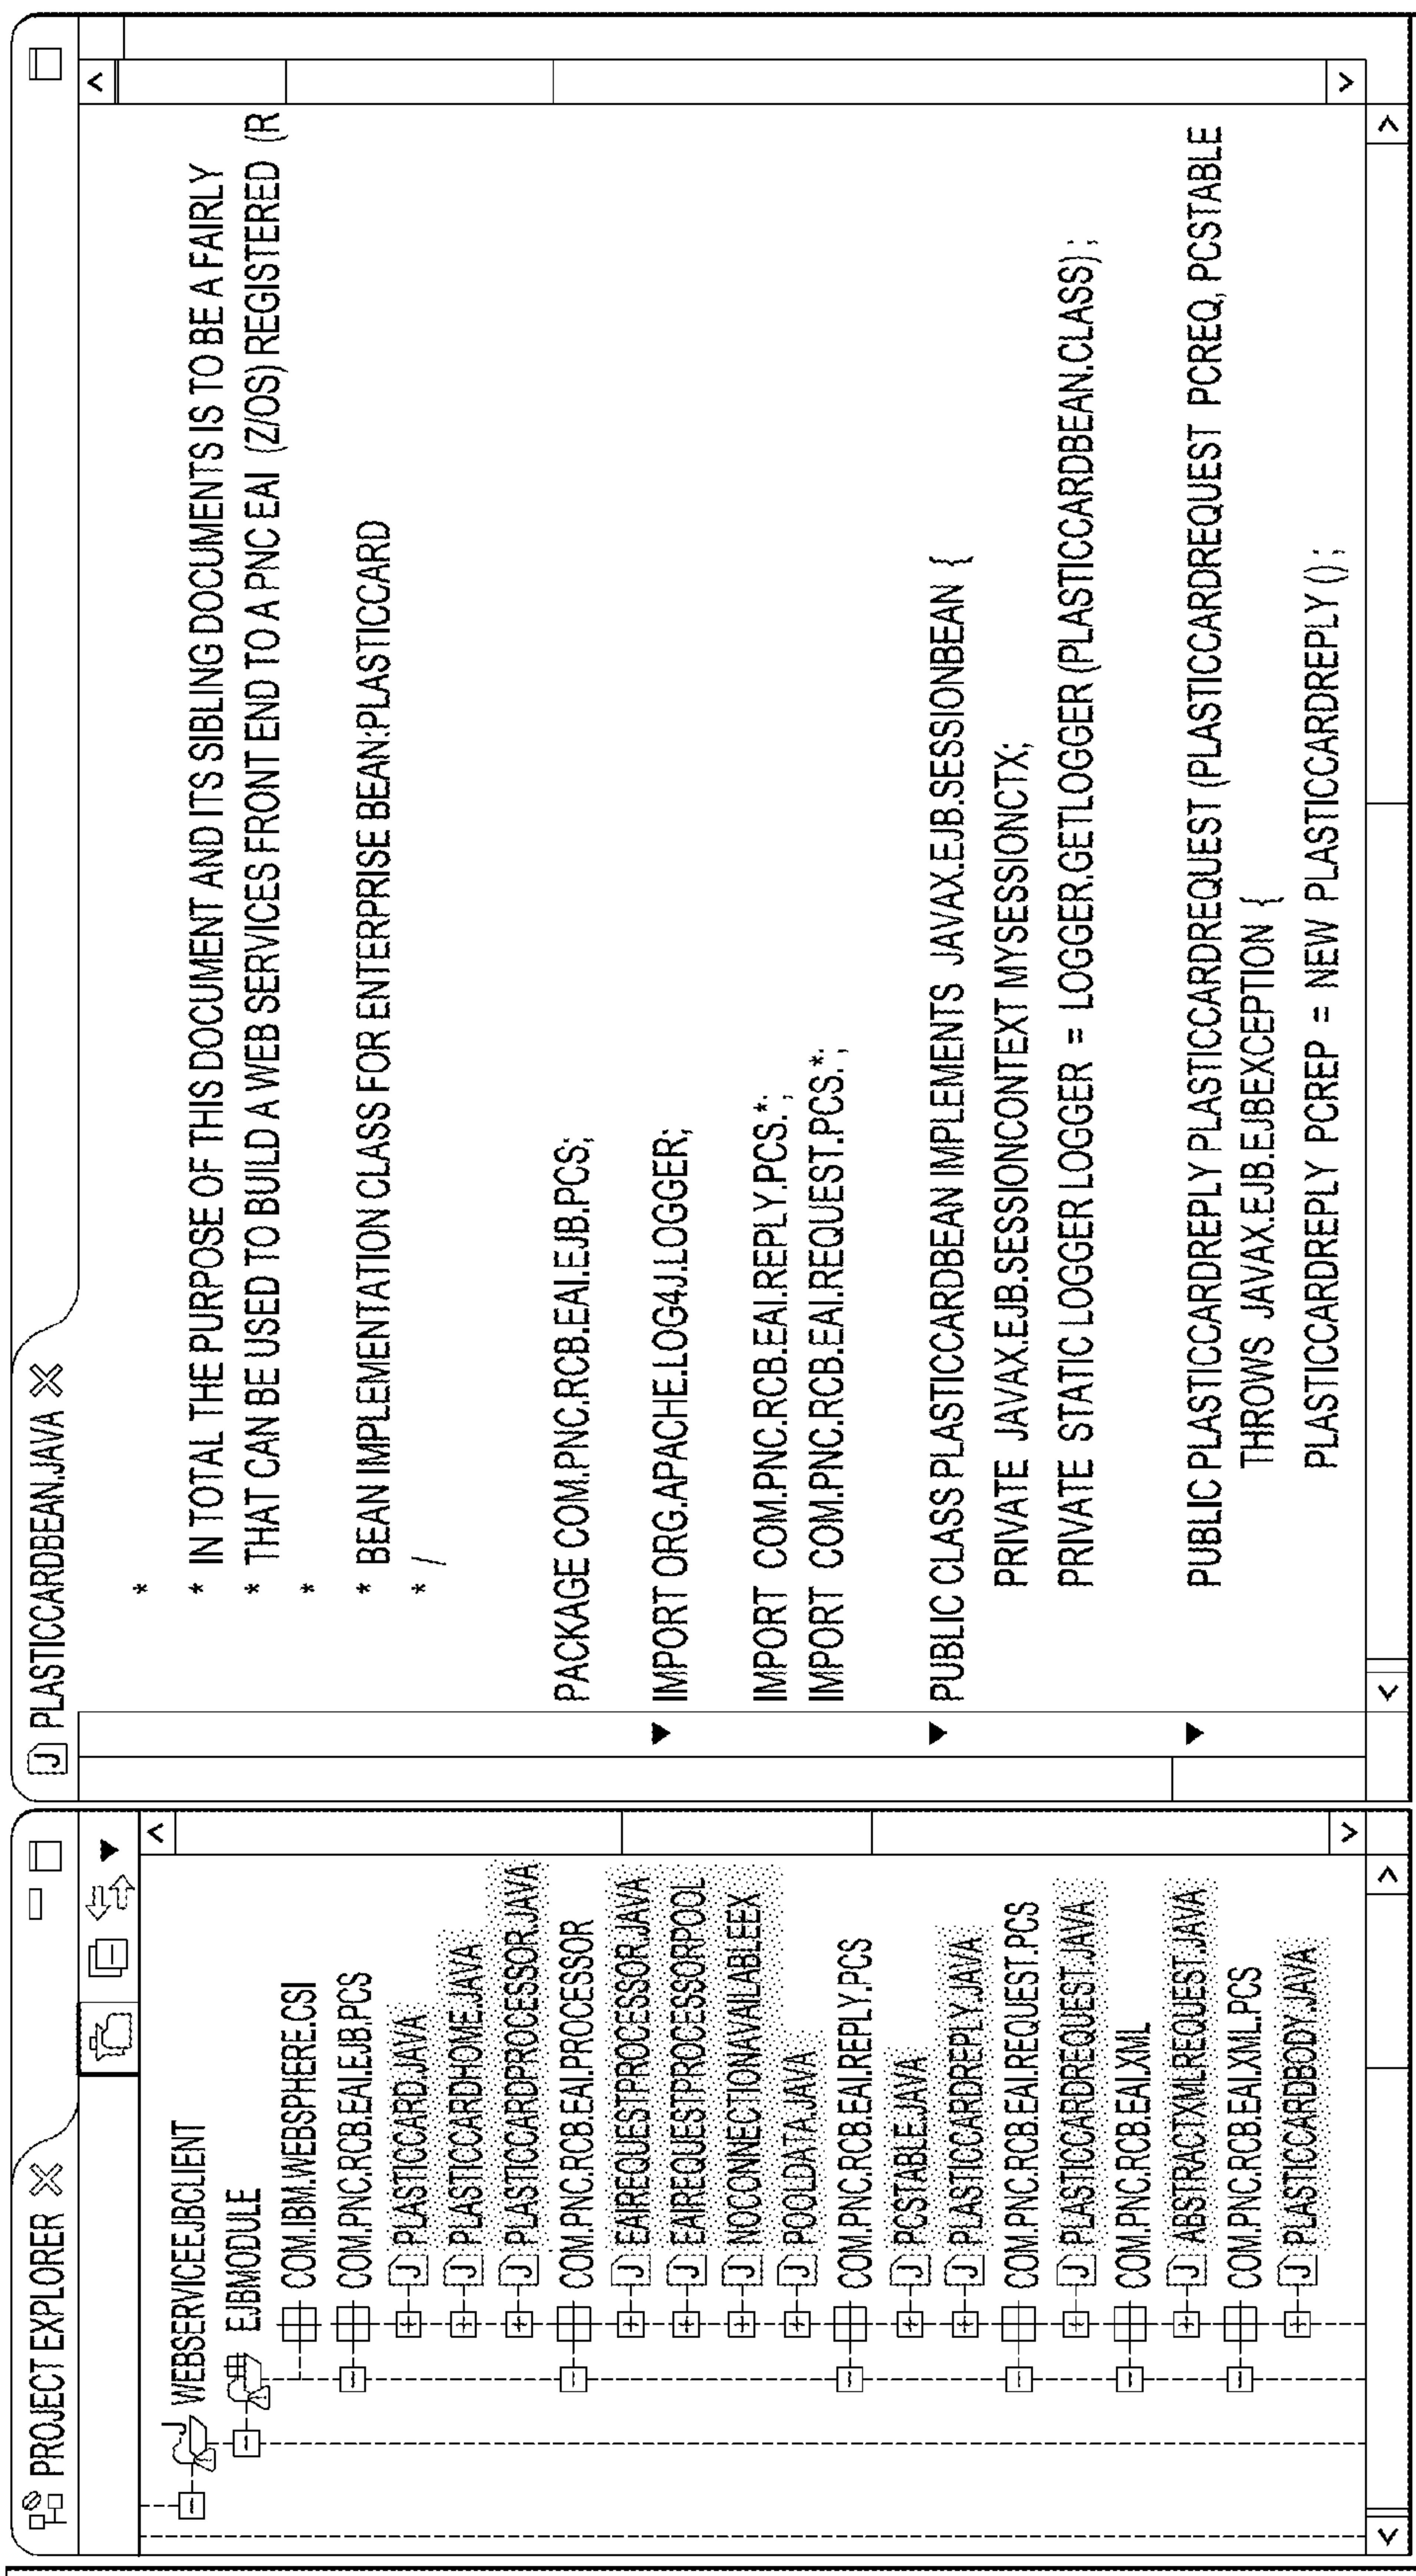 PROJECT EXPLORER
WEBSERVICEEJBCLIENT
EJBMODULE
COM.IBM.WEBSPHERE.CSI
COM.PNC.RCB.EAI.EJB.PCS
J PLASTICCARD.JAVA
J PLASTICCARDHOME.JAVA
J PLASTICCARDPROCESSOR.JAVA
COM.PNC.RCB.EAI.PROCESSOR
J EAIREQUESTPROCESSOR.JAVA
J EAIREQUESTPROCESSORPOOL
J NOCONNECTIONAVAILABLEEX
J POOLDATA.JAVA
COM.PNC.RCB.EAI.REPLY.PCS
J PCSTABLE.JAVA
J PLASTICCARDREPLY.JAVA
COM.PNC.RCB.EAI.REQUEST.PCS
J PLASTICCARDREQUEST.JAVA
COM.PNC.RCB.EAI.XML
J ABSTRACTXMLREQUEST.JAVA
COM.PNC.RCB.EAI.XML.PCS
J PLASTICCARDBODY.JAVA
J PLASTICCARDBEAN.JAVA
*
* IN TOTAL THE PURPOSE OF THIS DOCUMENT AND ITS SIBLING DOCUMENTS IS TO BE A FAIRLY
* THAT CAN BE USED TO BUILD A WEB SERVICES FRONT END TO A PNC EAI (Z/OS) REGISTERED (R
*
* BEAN IMPLEMENTATION CLASS FOR ENTERPRISE BEAN:PLASTICCARD
* /
PACKAGE COM.PNC.RCB.EAI.EJB.PCS;
IMPORT ORG.APACHE.LOG4J.LOGGER;
IMPORT COM.PNC.RCB.EAI.REPLY.PCS.*;
IMPORT COM.PNC.RCB.EAI.REQUEST.PCS.*;
PUBLIC CLASS PLASTICCARDBEAN IMPLEMENTS JAVAX.EJB.SESSIONBEAN {
PRIVATE JAVAX.EJB.SESSIONCONTEXT MYSESSIONCTX;
PRIVATE STATIC LOGGER LOGGER = LOGGER.GETLOGGER (PLASTICCARDBEAN.CLASS) ;
PUBLIC PLASTICCARDREPLY PLASTICCARDREQUEST (PLASTICCARDREQUEST PCREQ, PCSTABLE
THROWS JAVAX.EJB.EJBEXCEPTION {
PLASTICCARDREPLY PCREP = NEW PLASTICCARDREPLY () ;